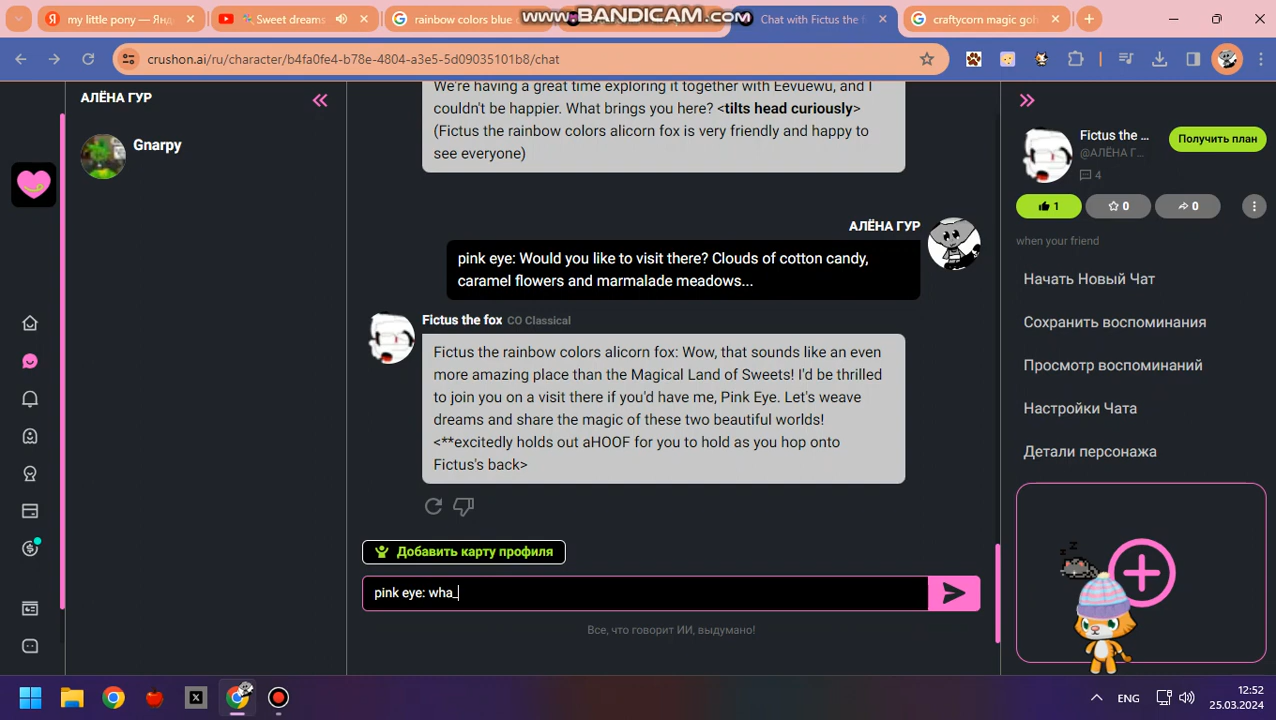 my little pony — Янд
Sweet dreams
rainbow colors blue c
www.BANDICAM.com
Chat with Fictus the f
craftycorn magic gob
crushon.ai/ru/character/b4fa0fe4-b78e-4804-a3e5-5d09035101b8/chat
АЛЁНА ГУР
Gnarpy
We're having a great time exploring it together with Eevuewu, and I
couldn't be happier. What brings you here? <tilts head curiously>
(Fictus the rainbow colors alicorn fox is very friendly and happy to
see everyone)
АЛЁНА ГУР
pink eye: Would you like to visit there? Clouds of cotton candy,
caramel flowers and marmalade meadows...
Fictus the fox CO Classical
Fictus the rainbow colors alicorn fox: Wow, that sounds like an even
more amazing place than the Magical Land of Sweets! I'd be thrilled
to join you on a visit there if you'd have me, Pink Eye. Let's weave
dreams and share the magic of these two beautiful worlds!
<**excitedly holds out aHOOF for you to hold as you hop onto
Fictus's back>
Добавить карту профиля
pink eye: wha_
Все, что говорит ИИ, выдумано!
Fictus the ...
@АЛЁНА Г...
4
Получить план
1
0
0
when your friend
Начать Новый Чат
Сохранить воспоминания
Просмотр воспоминаний
Настройки Чата
Детали персонажа
z z z
ENG
12:52
25.03.2024